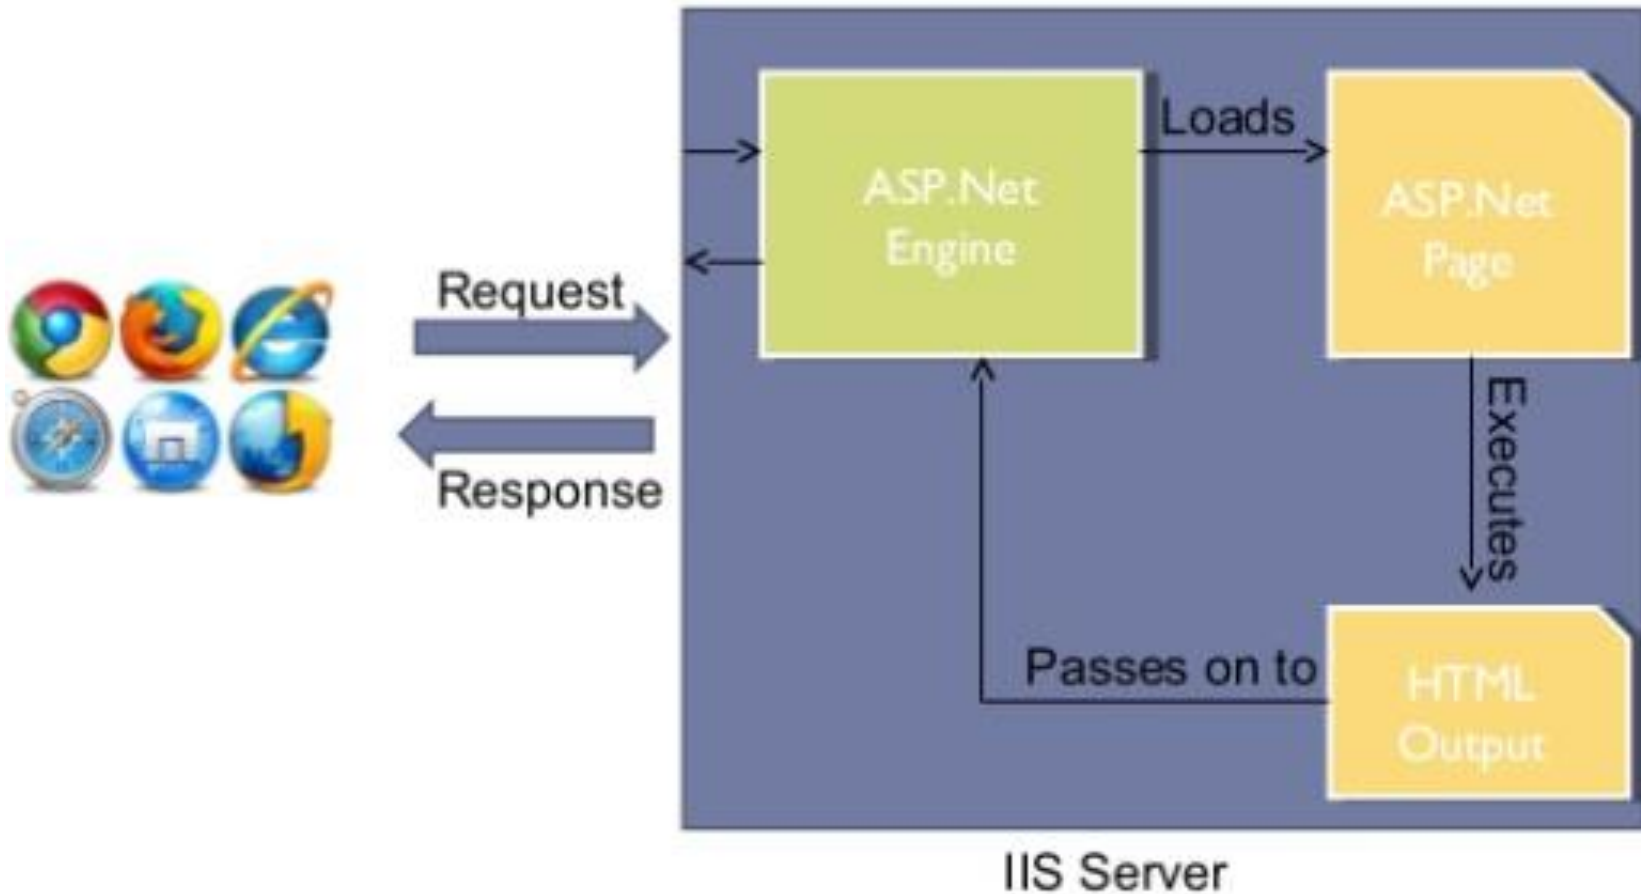 Request
Response
ASP.Net
Engine
Loads
ASP.Net
Page
Executes
HTML
Output
Passes on to
IIS Server